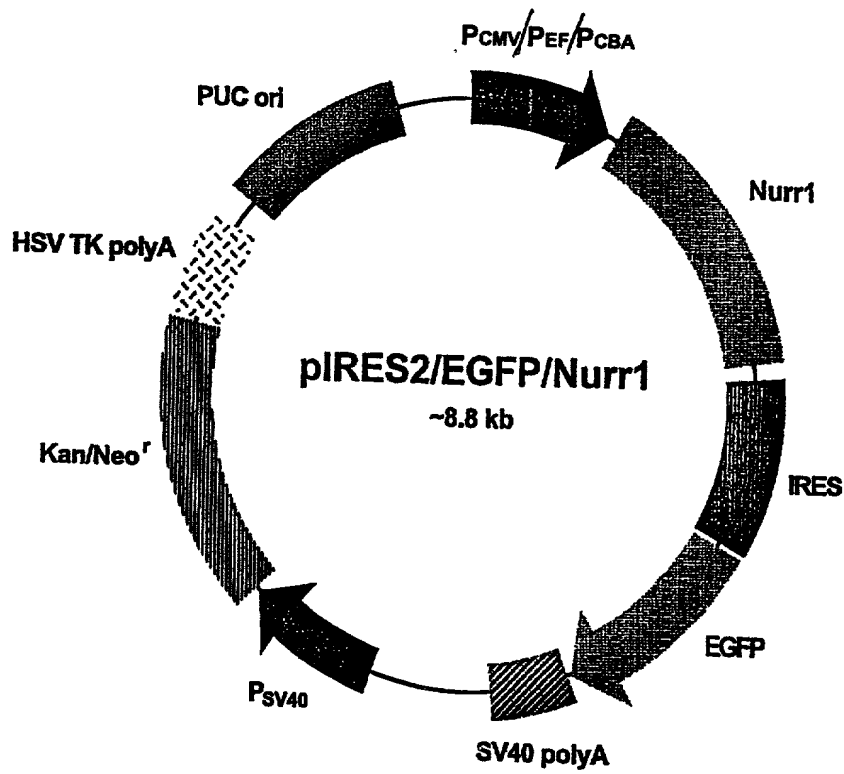 PCMV/PEF/PCBA
PUC ori
Nurr1
HSV TK polyA
pIRES2/EGFP/Nurr1
~8.8 kb
Kan/Neo^r
IRES
EGFP
PSV40
SV40 polyA